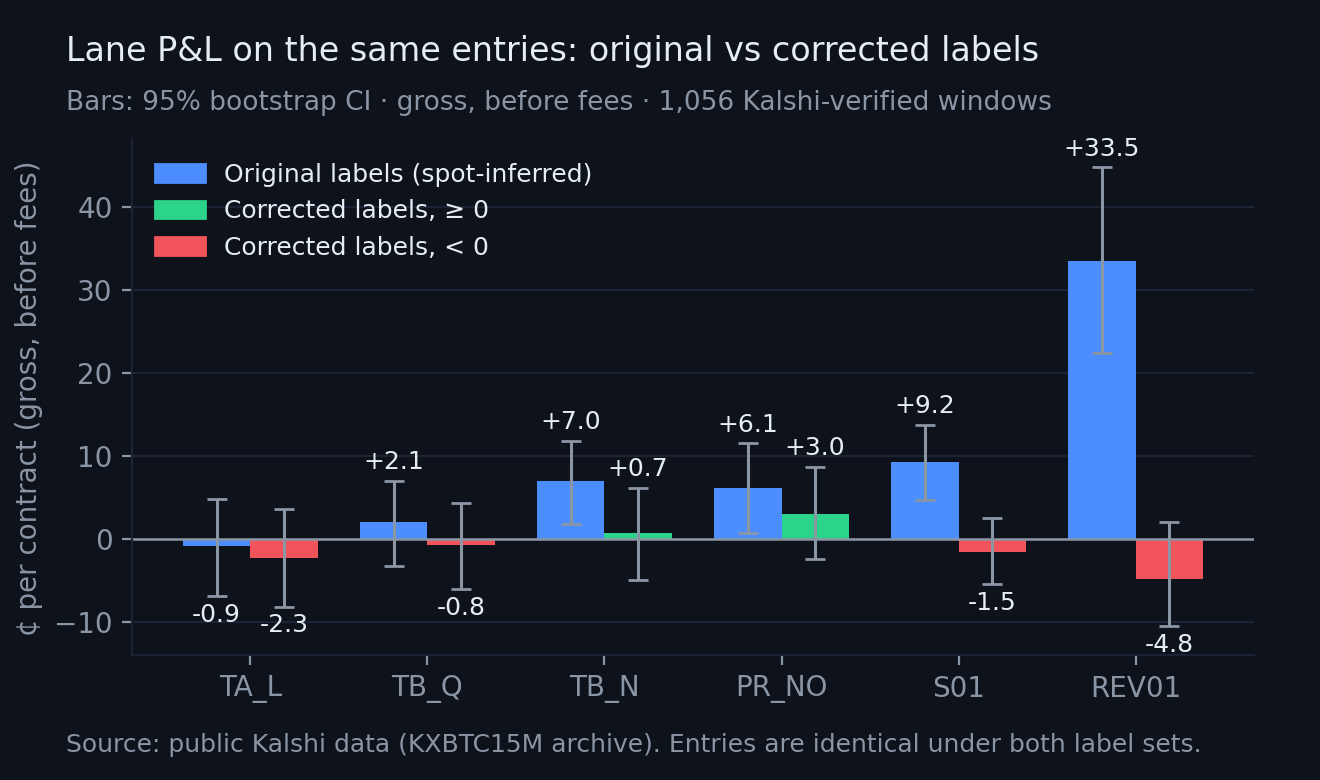 Lane P&L on the same entries: original vs corrected labels
Bars: 95% bootstrap CI · gross, before fees · 1,056 Kalshi-verified windows
¢ per contract (gross, before fees)
Original labels (spot-inferred)
Corrected labels, ≥ 0
Corrected labels, < 0
40
30
20
10
0
−10
-0.9
-2.3
+2.1
-0.8
+7.0
+0.7
+6.1
+3.0
+9.2
-1.5
+33.5
-4.8
TA_L
TB_Q
TB_N
PR_NO
S01
REV01
Source: public Kalshi data (KXBTC15M archive). Entries are identical under both label sets.